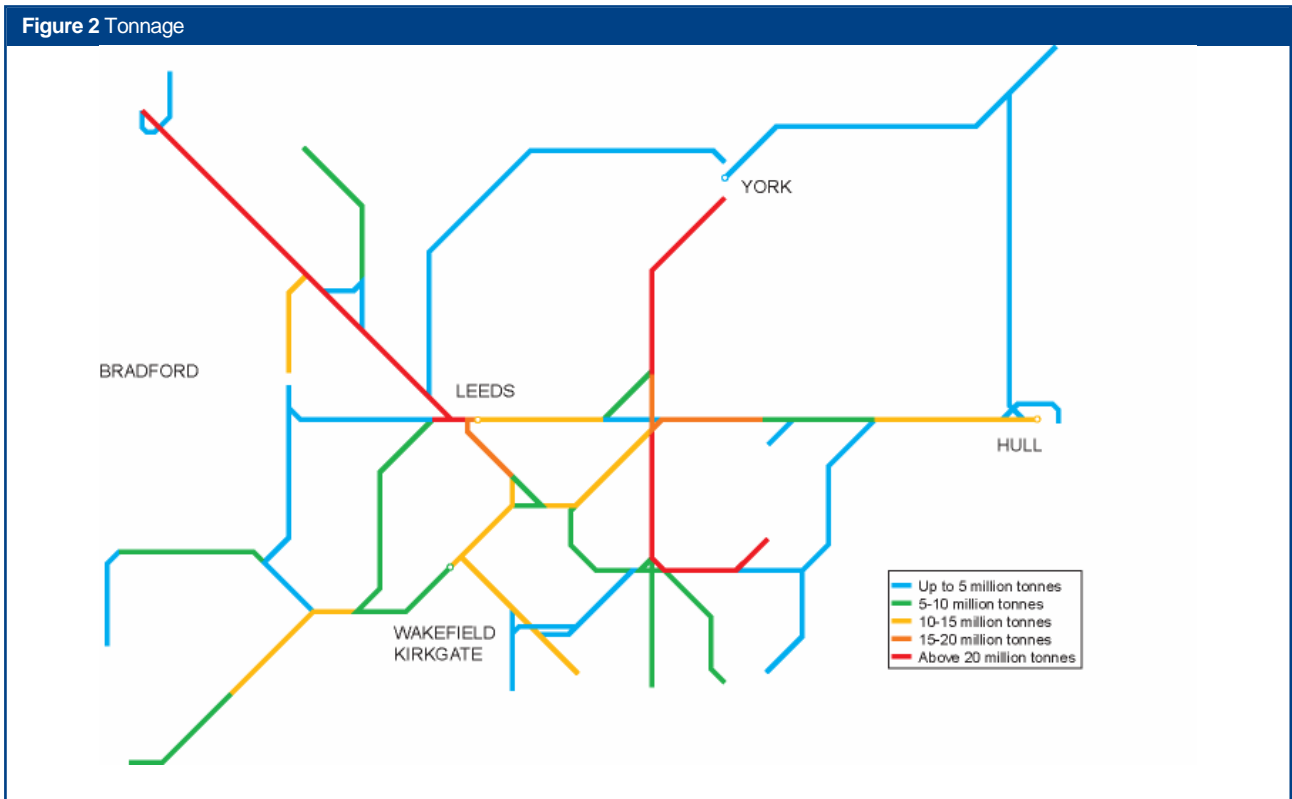 Figure 2 Tonnage
YORK
BRADFORD
LEEDS
HULL
WAKEFIELD
KIRKGATE
Up to 5 million tonnes
5-10 million tonnes
10-15 million tonnes
15-20 million tonnes
Above 20 million tonnes